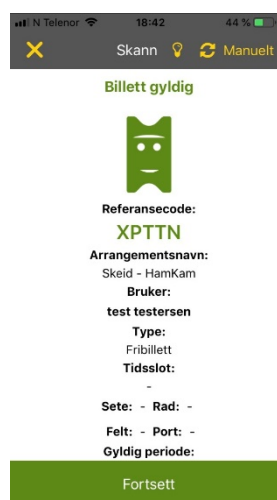 N Telenor 18:42 44 %
Skann Manuelt
Billett gyldig
Referansecode:
XPTTN
Arrangementsnavn:
Skeid - HamKam
Bruker:
test testersen
Type:
Fribillett
Tidsslot:
-
Sete: - Rad: -
Felt: - Port: -
Gyldig periode:
Fortsett